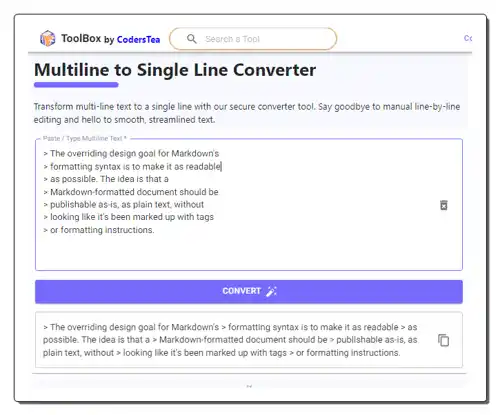 ToolBox by CodersTea
Search a Tool
Co
Multiline to Single Line Converter
Transform multi-line text to a single line with our secure converter tool. Say goodbye to manual line-by-line
editing and hello to smooth, streamlined text.
Paste / Type Multiline Text *
> The overriding design goal for Markdown's
> formatting syntax is to make it as readable
> as possible. The idea is that a
> Markdown-formatted document should be
> publishable as-is, as plain text, without
> looking like it's been marked up with tags
> or formatting instructions.
CONVERT
> The overriding design goal for Markdown's > formatting syntax is to make it as readable > as
possible. The idea is that a > Markdown-formatted document should be > publishable as-is, as
plain text, without > looking like it's been marked up with tags > or formatting instructions.